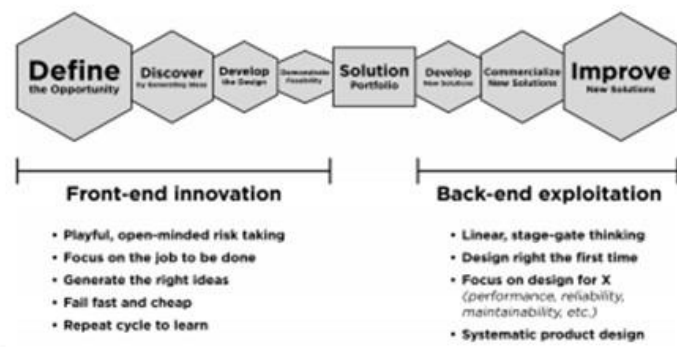 Define
the Opportunity
Discover
by Generating Ideas
Develop
the Design
Demonstrate
Feasibility
Solution
Portfolio
Develop
New Solutions
Commercialize
New Solutions
Improve
New Solutions
Front-end innovation
Back-end exploitation
• Playful, open-minded risk taking
• Focus on the job to be done
• Generate the right ideas
• Fail fast and cheap
• Repeat cycle to learn
• Linear, stage-gate thinking
• Design right the first time
• Focus on design for X
(performance, reliability,
maintainability, etc.)
• Systematic product design